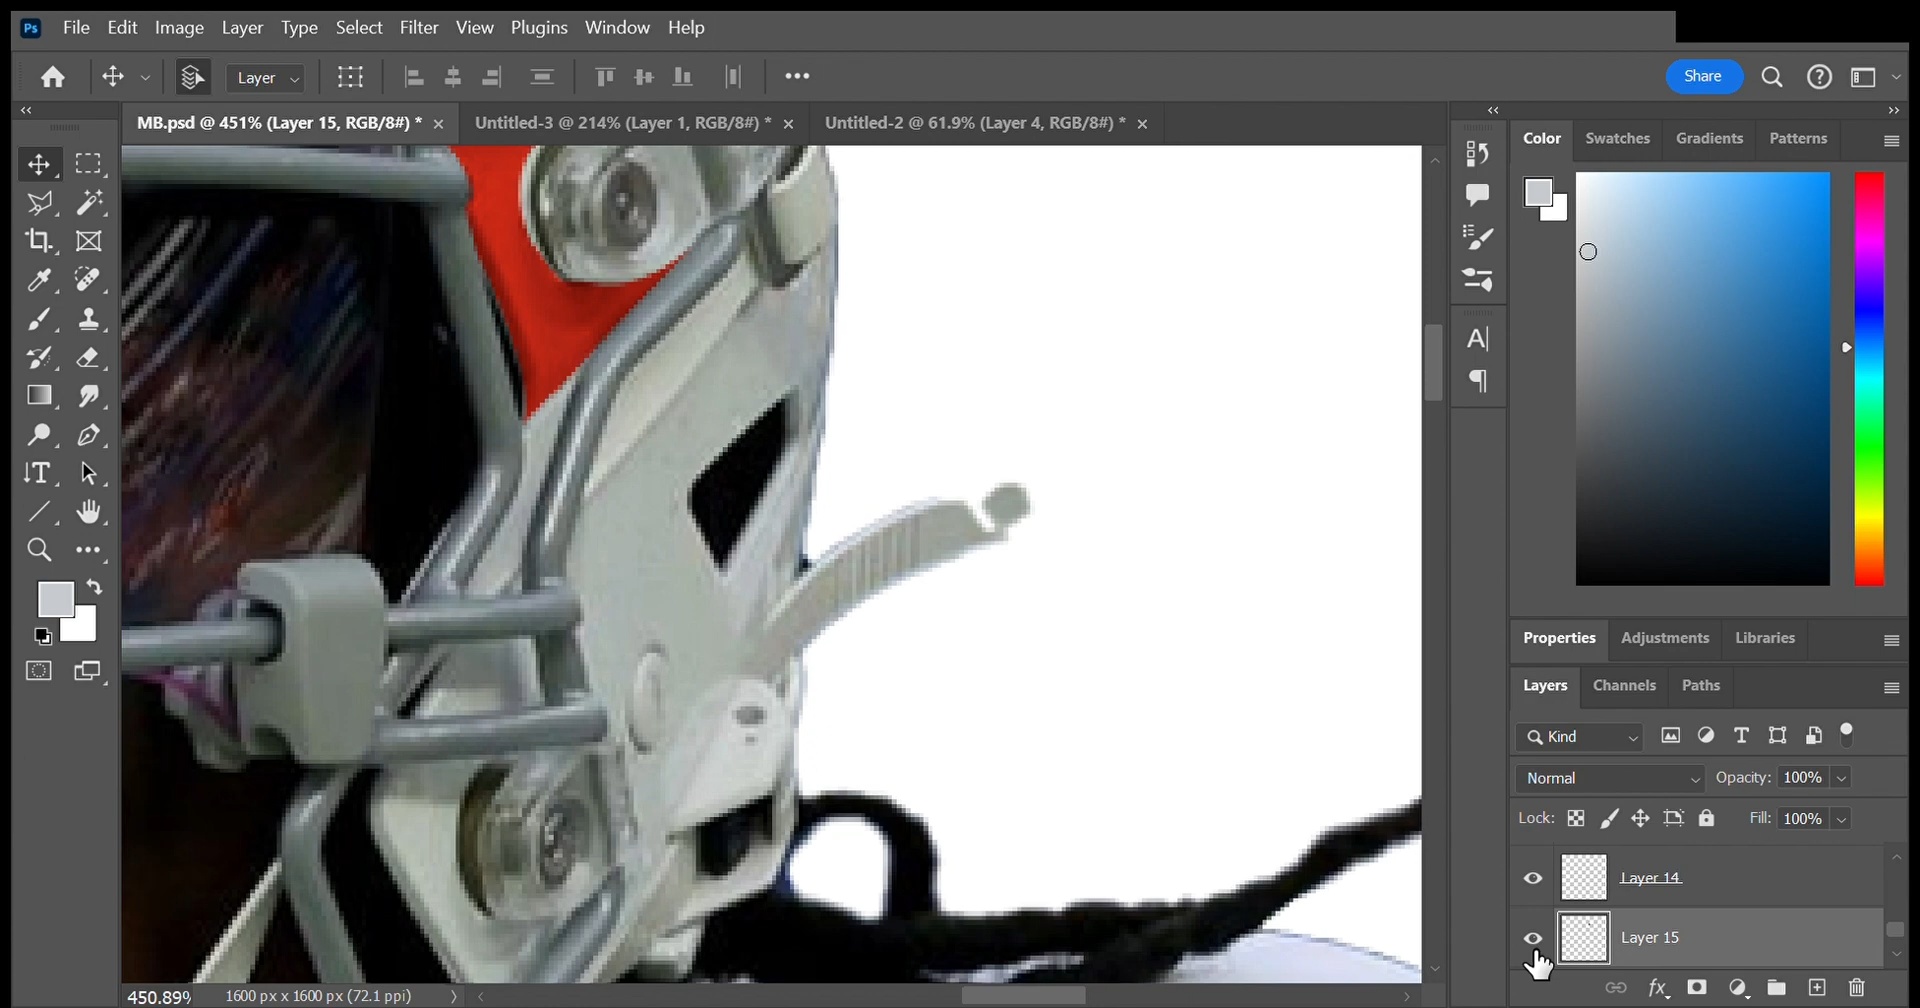 Ps File Edit Image Layer Type Select Filter View Plugins Window Help
Layer Share
MB.psd @ 451% (Layer 15, RGB/8#) * Untitled-3 @ 214% (Layer 1, RGB/8#) * Untitled-2 @ 61.9% (Layer 4, RGB/8#) *
Color Swatches Gradients Patterns
Properties Adjustments Libraries
Layers Channels Paths
Kind
Normal Opacity: 100%
Lock: Fill: 100%
Layer 14
Layer 15
450.89% 1600 px x 1600 px (72.1 ppi)